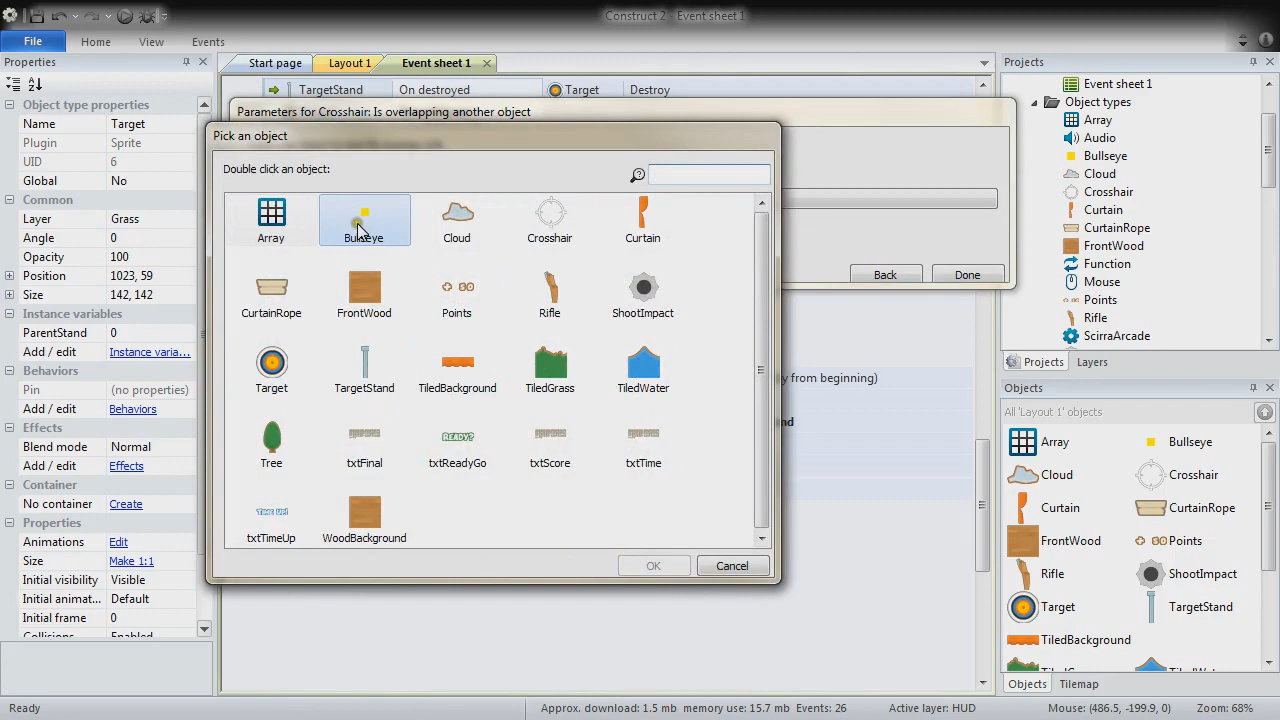 Construct 2 - Event sheet 1
File Home View Events
Properties
Object type properties
Name Target
Plugin Sprite
UID 6
Global No
Common
Layer Grass
Angle 0
Opacity 100
Position 1023, 59
Size 142, 142
Instance variables
ParentStand 0
Add / edit Instance varia...
Behaviors
Pin (no properties)
Add / edit Behaviors
Effects
Blend mode Normal
Add / edit Effects
Container
No container Create
Properties
Animations Edit
Size Make 1:1
Initial visibility Visible
Initial animat... Default
Initial frame 0
Collisions Enabled
Start page Layout 1 Event sheet 1
TargetStand On destroyed Target Destroy
Parameters for Crosshair: Is overlapping another object
Back Done
y from beginning)
nd
Pick an object
Double click an object:
Array Bullseye Cloud Crosshair Curtain
CurtainRope FrontWood Points Rifle ShootImpact
Target TargetStand TiledBackground TiledGrass TiledWater
READY?
Tree txtFinal txtReadyGo txtScore txtTime
TIME UP!
txtTimeUp WoodBackground
OK Cancel
Projects
Event sheet 1
Object types
Array
Audio
Bullseye
Cloud
Crosshair
Curtain
CurtainRope
FrontWood
Function
Mouse
Points
Rifle
ScirraArcade
Projects Layers
Objects
All 'Layout 1' objects
Array Bullseye
Cloud Crosshair
Curtain CurtainRope
FrontWood Points
Rifle ShootImpact
Target TargetStand
TiledBackground
Objects Tilemap
Ready Approx. download: 1.5 mb memory use: 15.7 mb Events: 26 Active layer: HUD Mouse: (486.5, -199.9, 0) Zoom: 68%